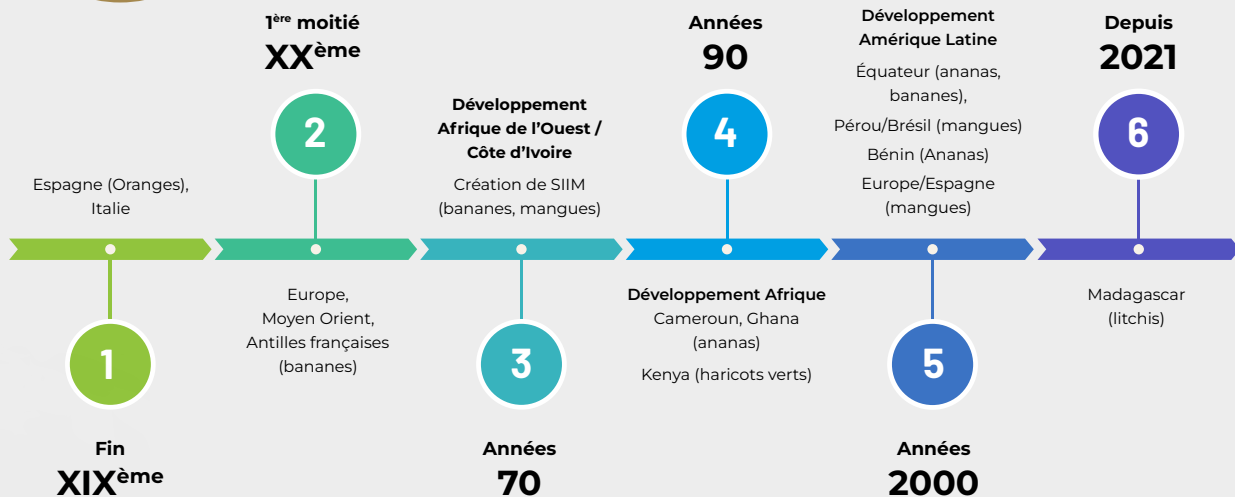 1
Fin
XIXème
Espagne (Oranges),
Italie
1ère moitié
XXème
2
Europe,
Moyen Orient,
Antilles françaises
(bananes)
3
Années
70
Développement
Afrique de l’Ouest /
Côte d’Ivoire
Création de SIIM
(bananes, mangues)
Années
90
4
Développement Afrique
Cameroun, Ghana
(ananas)
Kenya (haricots verts)
5
Années
2000
Développement
Amérique Latine
Équateur (ananas,
bananes),
Pérou/Brésil (mangues)
Bénin (Ananas)
Europe/Espagne
(mangues)
Depuis
2021
6
Madagascar
(litchis)